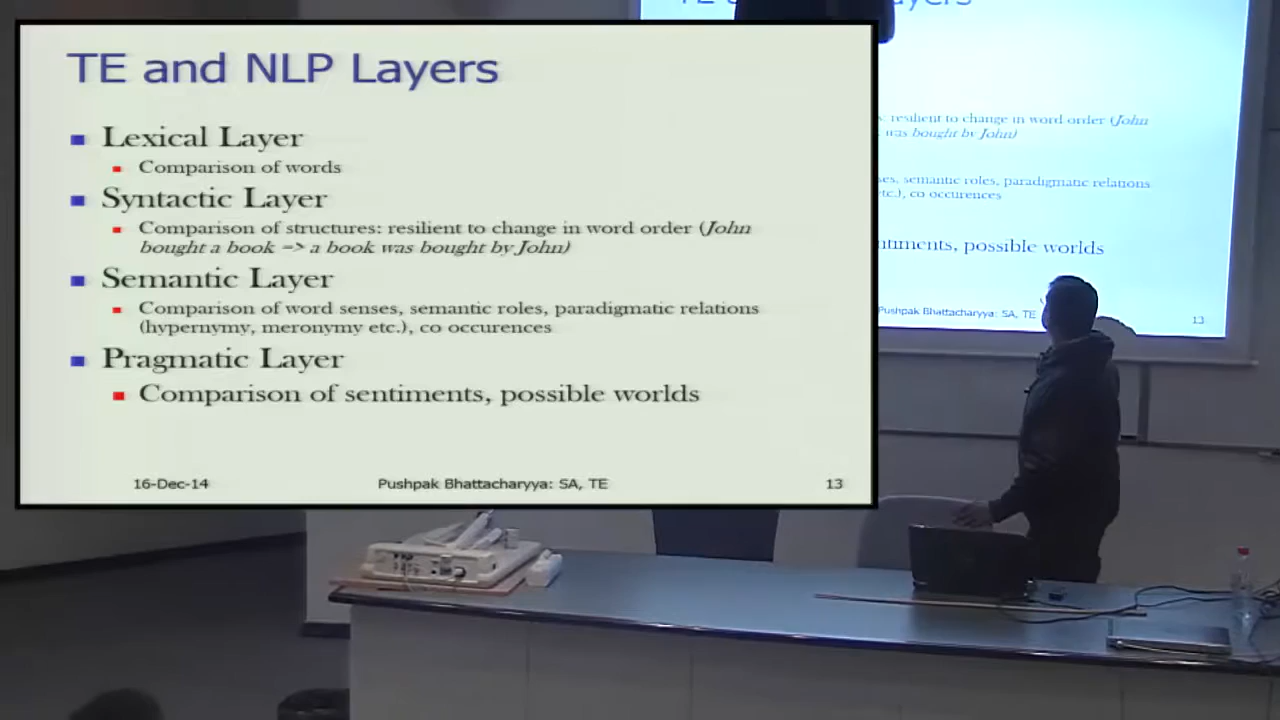 TE and NLP Layers
Lexical Layer
Comparison of words
Syntactic Layer
Comparison of structures: resilient to change in word order (John
bought a book => a book was bought by John)
Semantic Layer
Comparison of word senses, semantic roles, paradigmatic relations
(hypernymy, meronymy etc.), co occurences
Pragmatic Layer
Comparison of sentiments, possible worlds
16-Dec-14 Pushpak Bhattacharyya: SA, TE 13
resilient to change in word order (John
was bought by John)
semantic roles, paradigmatic relations
etc.), co occurences
possible worlds
Pushpak Bhattacharyya: SA, TE 13